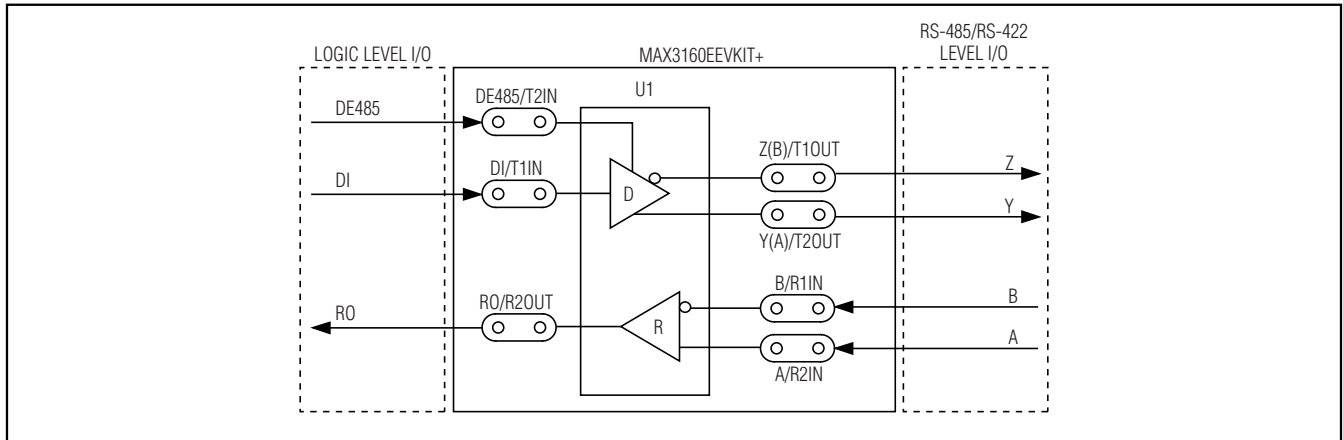 RS-485/RS-422
LEVEL I/O
LOGIC LEVEL I/O
MAX3160EEVKIT+
U1
DE485
DE485/T2IN
Z(B)/T1OUT
Z
DI
DI/T1IN
D
Y
Y(A)/T2OUT
B/R1IN
B
RO
RO/R2OUT
R
A
A/R2IN